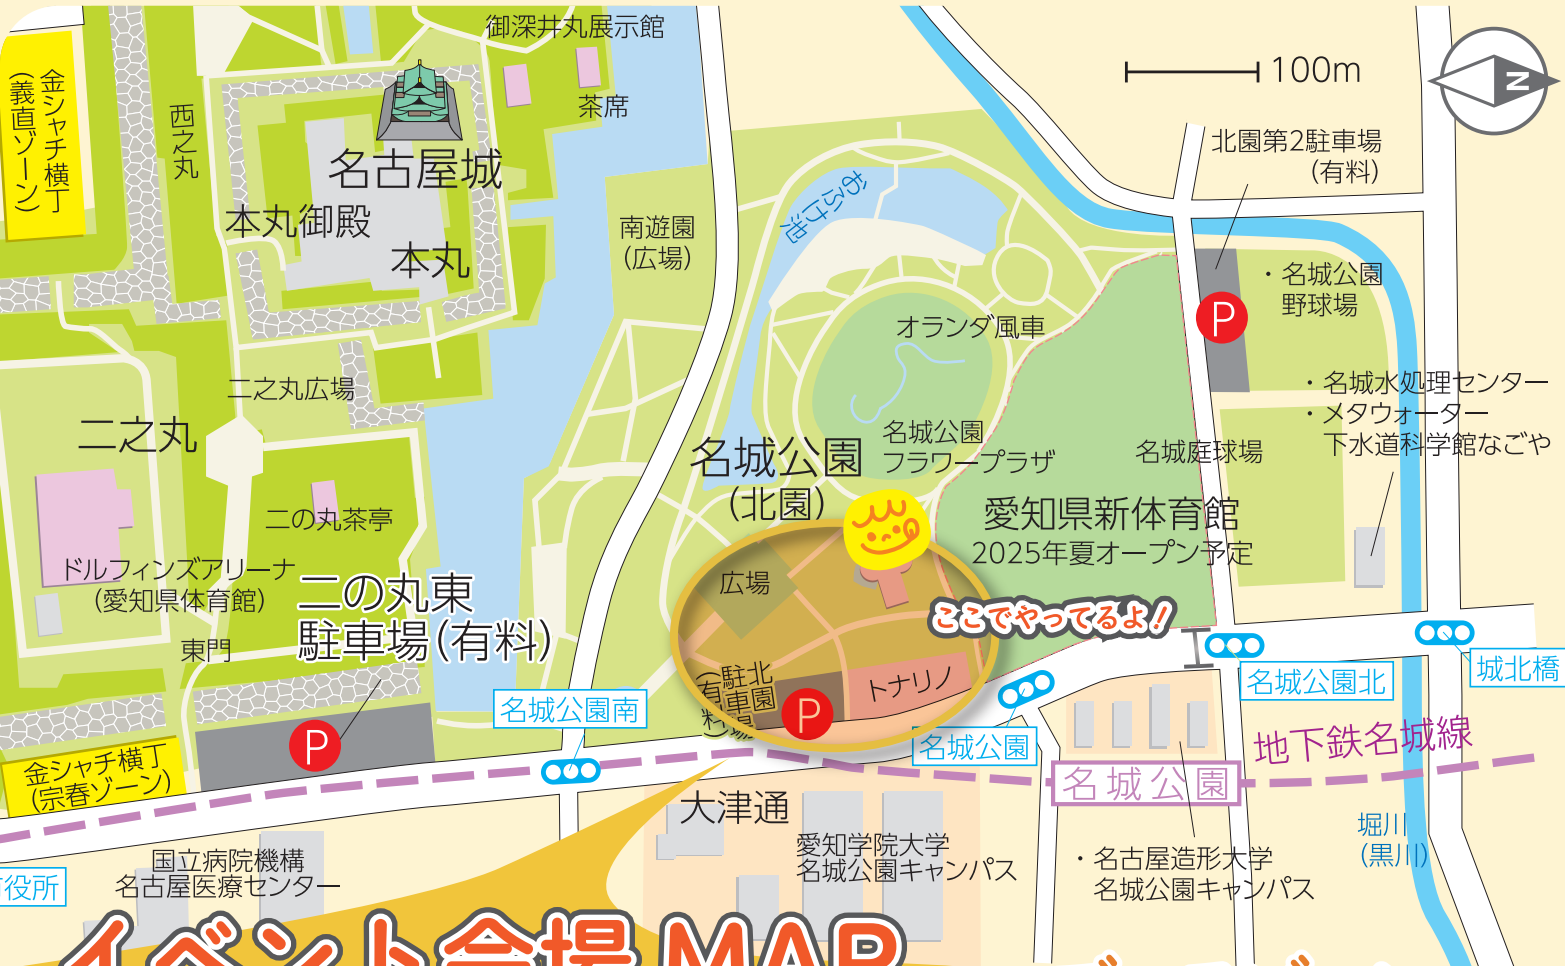 御深井丸展示館
茶席
100m
N
金シャチ横丁
(義直ゾーン)
西之丸
名古屋城
本丸御殿
本丸
南遊園
(広場)
おふけ池
北園第2駐車場
(有料)
・名城公園
野球場
P
オランダ風車
・名城水処理センター
・メタウォーター
下水道科学館なごや
二之丸広場
二之丸
名城公園
(北園)
名城公園
フラワープラザ
名城庭球場
愛知県新体育館
2025年夏オープン予定
二の丸茶亭
ドルフィンズアリーナ
(愛知県体育館)
二の丸東
駐車場(有料)
東門
広場
ここでやってるよ!
北園
駐車場
(有料)
トナリノ
P
P
名城公園南
名城公園
名城公園北
城北橋
金シャチ横丁
(宗春ゾーン)
地下鉄名城線
名城公園
大津通
愛知学院大学
名城公園キャンパス
・名古屋造形大学
名城公園キャンパス
堀川
(黒川)
国立病院機構
名古屋医療センター
役所
イベント会場MAP